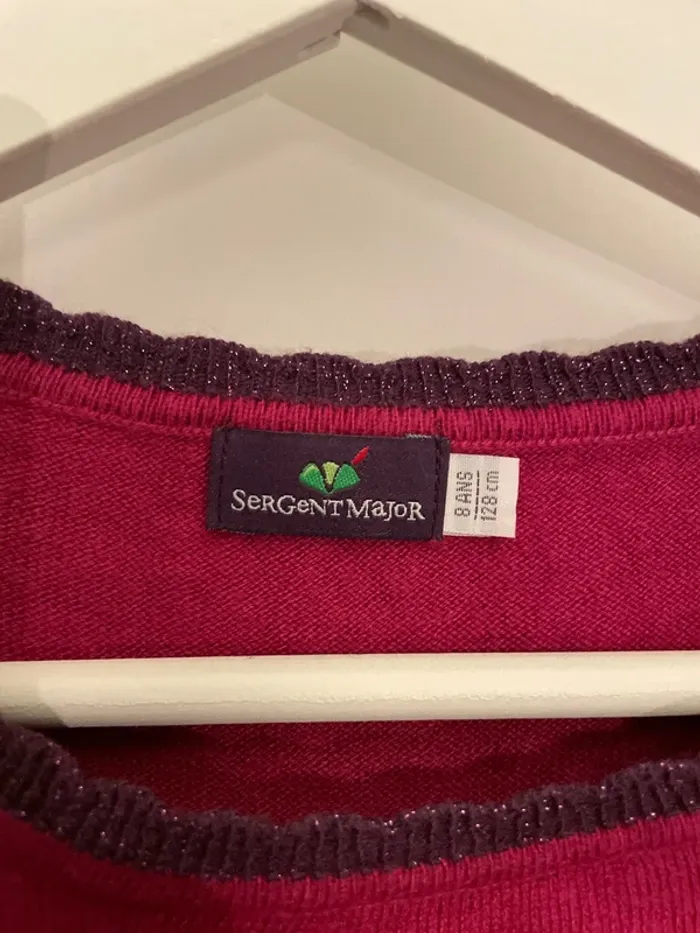 SerGeNT MaJoR
8 ANS
128 cm